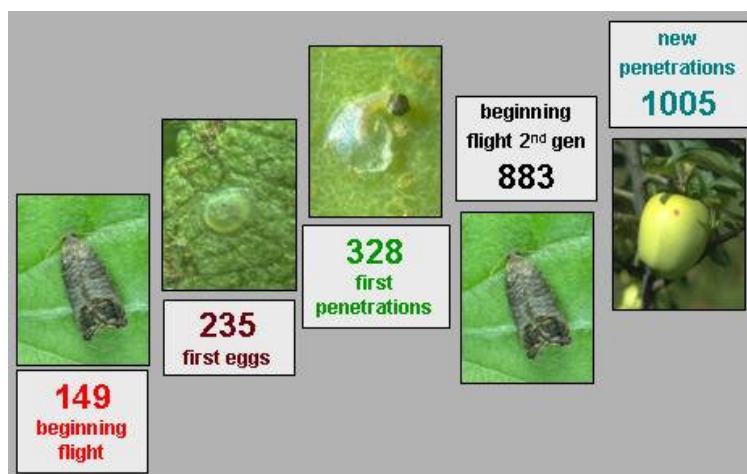 149
beginning
flight
235
first eggs
328
first
penetrations
beginning
flight 2nd gen
883
new
penetrations
1005